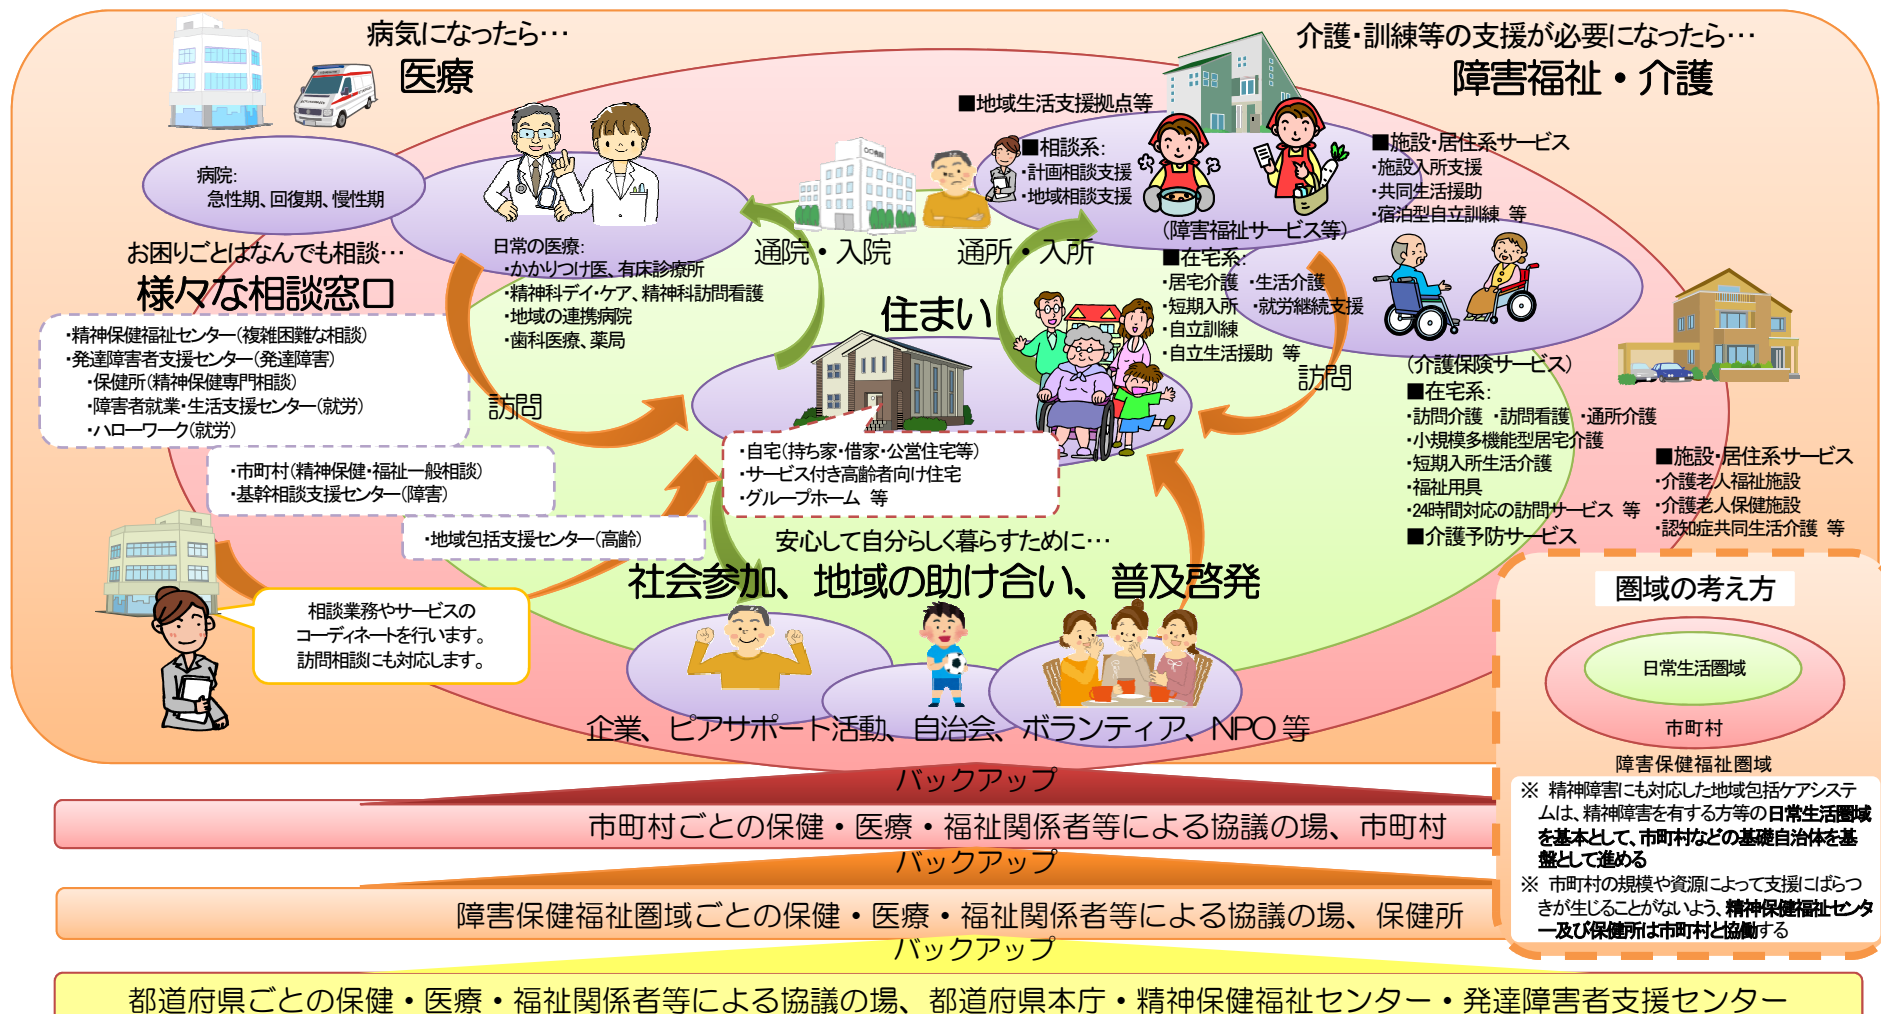 病気になったら…
医療
介護・訓練等の支援が必要になったら…
障害福祉・介護
病院:
急性期、回復期、慢性期
日常の医療:
・かかりつけ医、有床診療所
・精神科デイ・ケア、精神科訪問看護
・地域の連携病院
・歯科医療、薬局
通院・入院
通所・入所
■地域生活支援拠点等
■相談系:
・計画相談支援
・地域相談支援
■施設・居住系サービス
・施設入所支援
・共同生活援助
・宿泊型自立訓練 等
(障害福祉サービス等)
■在宅系:
・居宅介護 ・生活介護
・短期入所 ・就労継続支援
・自立訓練
・自立生活援助 等
訪問
(介護保険サービス)
■在宅系:
・訪問介護 ・訪問看護 ・通所介護
・小規模多機能型居宅介護
・短期入所生活介護
・福祉用具
・24時間対応の訪問サービス 等
■介護予防サービス
■施設・居住系サービス
・介護老人福祉施設
・介護老人保健施設
・認知症共同生活介護 等
お困りごとはなんでも相談…
様々な相談窓口
・精神保健福祉センター(複雑困難な相談)
・発達障害者支援センター(発達障害)
・保健所(精神保健専門相談)
・障害者就業・生活支援センター(就労)
・ハローワーク(就労)
・市町村(精神保健・福祉一般相談)
・基幹相談支援センター(障害)
・地域包括支援センター(高齢)
訪問
住まい
・自宅(持ち家・借家・公営住宅等)
・サービス付き高齢者向け住宅
・グループホーム 等
相談業務やサービスの
コーディネートを行います。
訪問相談にも対応します。
安心して自分らしく暮らすために…
社会参加、地域の助け合い、普及啓発
企業、ピアサポート活動、自治会、ボランティア、NPO 等
圏域の考え方
日常生活圏域
市町村
障害保健福祉圏域
※ 精神障害にも対応した地域包括ケアシステ
ムは、精神障害を有する方等の日常生活圏域
を基本として、市町村などの基礎自治体を基
盤として進める
※ 市町村の規模や資源によって支援にばらつ
きが生じることがないよう、精神保健福祉センタ
ー及び保健所は市町村と協働する
バックアップ
市町村ごとの保健・医療・福祉関係者等による協議の場、市町村
バックアップ
障害保健福祉圏域ごとの保健・医療・福祉関係者等による協議の場、保健所
バックアップ
都道府県ごとの保健・医療・福祉関係者等による協議の場、都道府県本庁・精神保健福祉センター・発達障害者支援センター